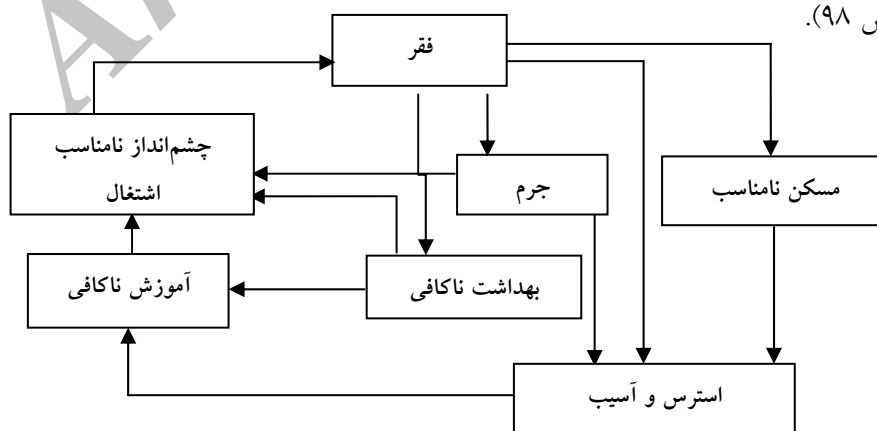 ص ۹۸).
فقر
چشم‌انداز نامناسب
اشتغال
جرم
مسکن نامناسب
آموزش ناکافی
بهداشت ناکافی
استرس و آسیب